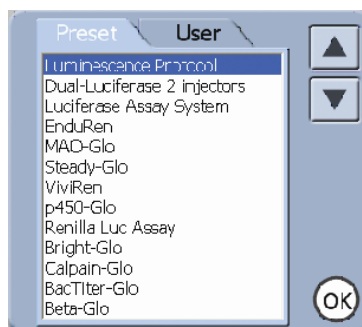 Preset User
Luminescence Protocol
Dual-Luciferase 2 injectors
Luciferase Assay System
EnduRen
MAO-Glo
Steady-Glo
ViviRen
p450-Glo
Renilla Luc Assay
Bright-Glo
Calpain-Glo
BacTIter-Glo
Beta-Glo
OK